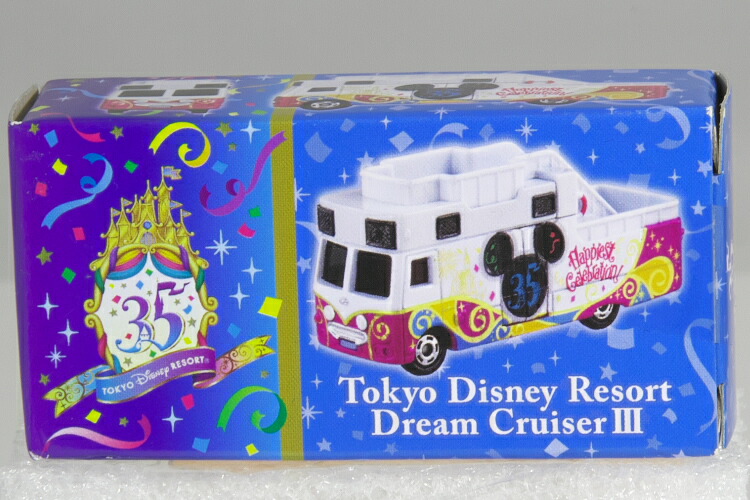 35
TOKYO Disney RESORT®
35
Happiest
Celebration!
Tokyo Disney Resort
Dream Cruiser III